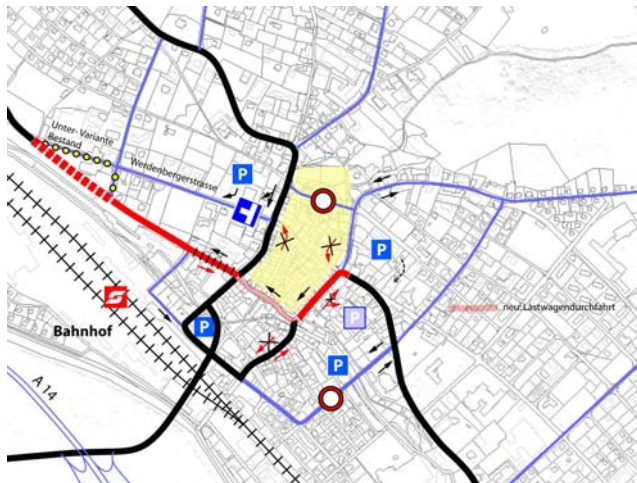 Unter-Variante
Bestand
Werdenbergerstrasse
P
P
neu:Lastwagendurchfahrt
P
P
Bahnhof
P
A 14